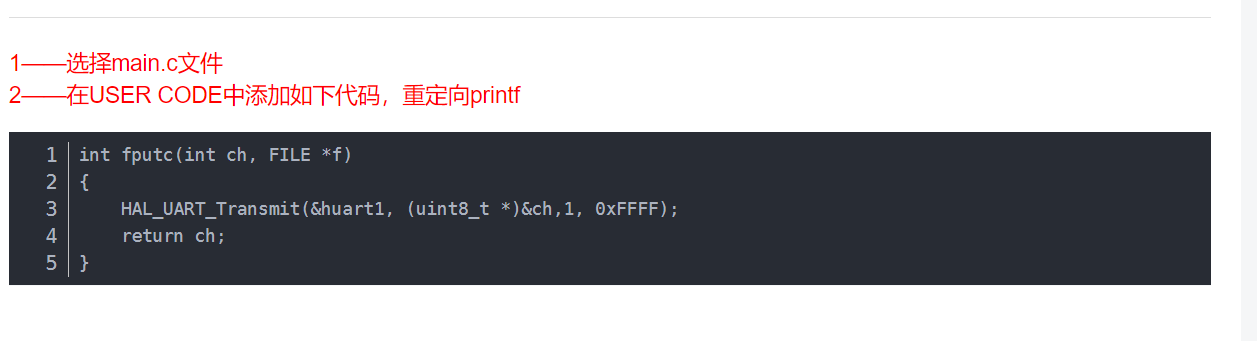 1——选择main.c文件
2——在USER CODE中添加如下代码，重定向printf
1 int fputc(int ch, FILE *f)
2 {
3     HAL_UART_Transmit(&huart1, (uint8_t *)&ch,1, 0xFFFF);
4     return ch;
5 }